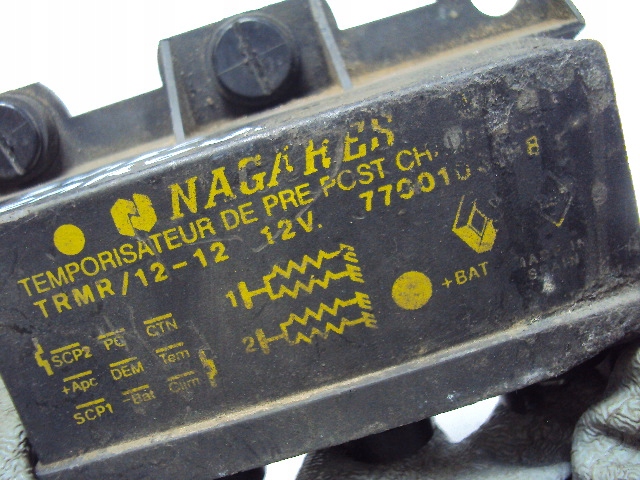 NAGARES
TEMPORISATEUR DE PRE POST
TRMR/12-12 12V.
+BAT
1
2
SCP2 PC CTN
+Apc DEM Tem
SCP1 -Bat Clim